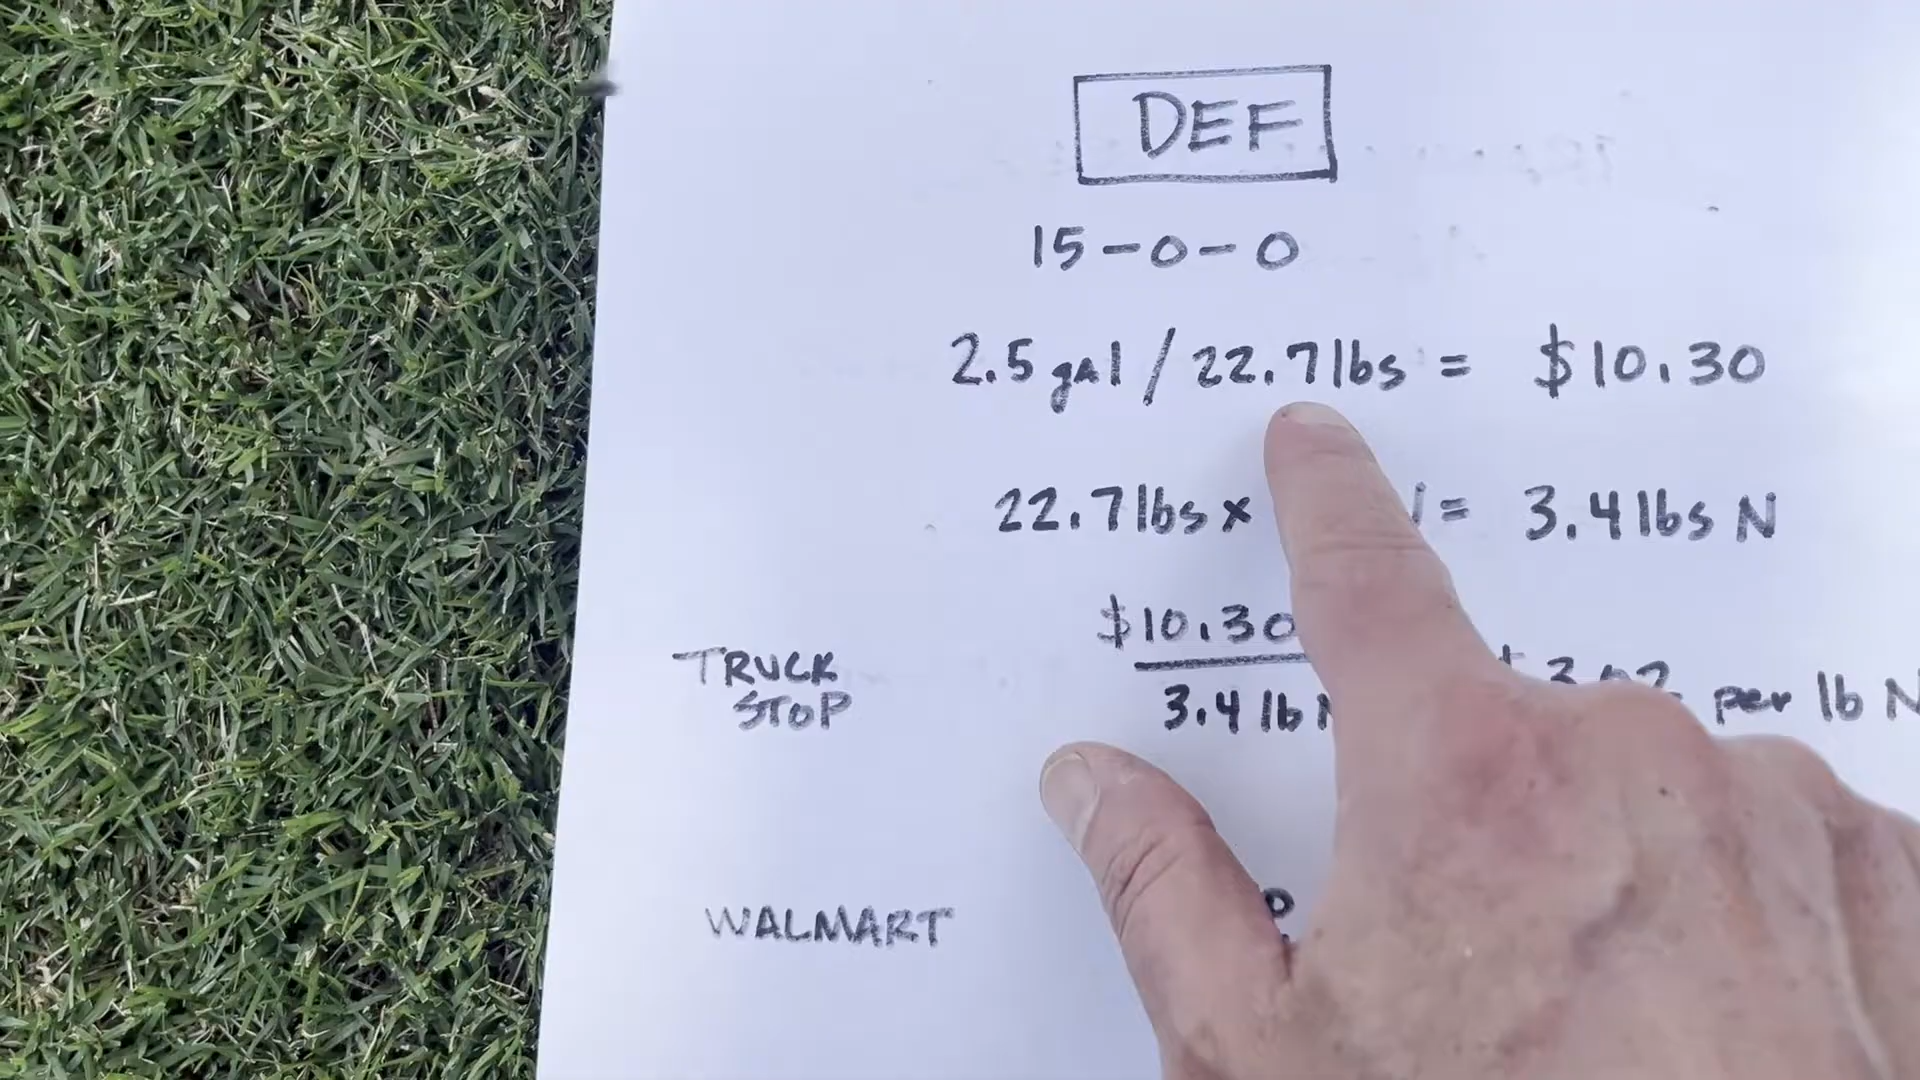 DEF
15-0-0
2.5 gal / 22.7 lbs = $10.30
22.7 lbs x = 3.4 lbs N
$10.30
TRUCK
STOP
3.4 lb
per lb N
WALMART